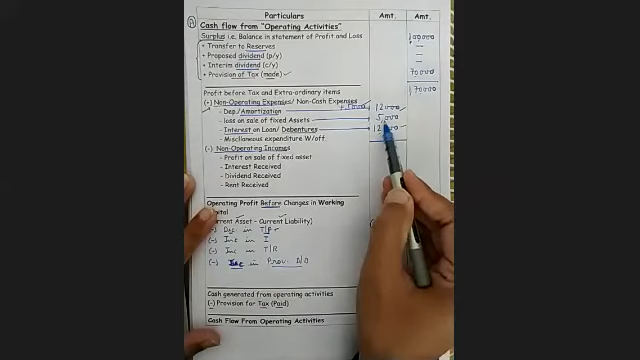 A Particulars Amt. Amt.
Cash flow from "Operating Activities"
Surplus i.e. Balance in statement of Profit and Loss 100,000
+ Transfer to Reserves —
+ Proposed dividend (p/y) —
+ Interim dividend (c/y) —
+ Provision of Tax (made) 70000
Profit before Tax and Extra-ordinary items 170000
(+) Non-Operating Expenses/ Non-Cash Expenses
- Dep./Amortization 12000
- loss on sale of fixed Assets 5000
- Interest on Loan/ Debentures
- Miscllaneous expenditure W/off.
(-) Non-Operating Incomes
- Profit on sale of fixed asset
- Interest Received
- Dividend Received
- Rent Received
Operating Profit Before Changes in Working
Current Asset - Current Liability)
(-) Dec in T|P
(-) Inc in I
(-) Inc in T|R
(-) in Prov. D/D
Cash generated from operating activities
(-) Provision for Tax (Paid)
Cash Flow From Operating Activities